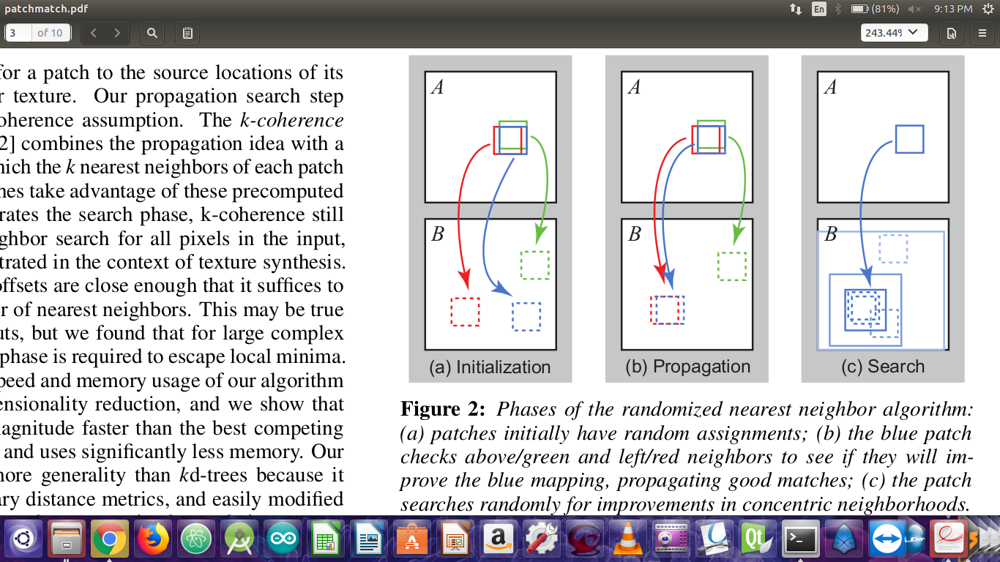 patchmatch.pdf
En
(81%)
9:13 PM
3 of 10
243.44%
for a patch to the source locations of its
r texture. Our propagation search step
oherence assumption. The k-coherence
2] combines the propagation idea with a
hich the k nearest neighbors of each patch
hes take advantage of these precomputed
rates the search phase, k-coherence still
ghbor search for all pixels in the input,
trated in the context of texture synthesis.
offsets are close enough that it suffices to
r of nearest neighbors. This may be true
uts, but we found that for large complex
phase is required to escape local minima.
peed and memory usage of our algorithm
ensionality reduction, and we show that
agnitude faster than the best competing
and uses significantly less memory. Our
more generality than kd-trees because it
ary distance metrics, and easily modified
A
B
(a) Initialization
A
B
(b) Propagation
A
B
(c) Search
Figure 2: Phases of the randomized nearest neighbor algorithm:
(a) patches initially have random assignments; (b) the blue patch
checks above/green and left/red neighbors to see if they will im-
prove the blue mapping, propagating good matches; (c) the patch
searches randomly for improvements in concentric neighborhoods.
a
Qt